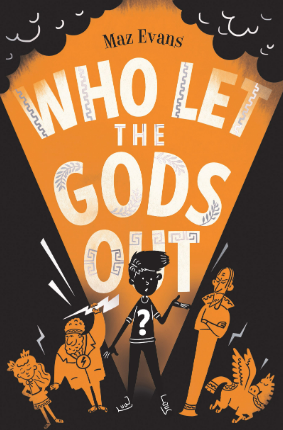 Maz Evans
WHO LET
THE
GODS
OUT
?